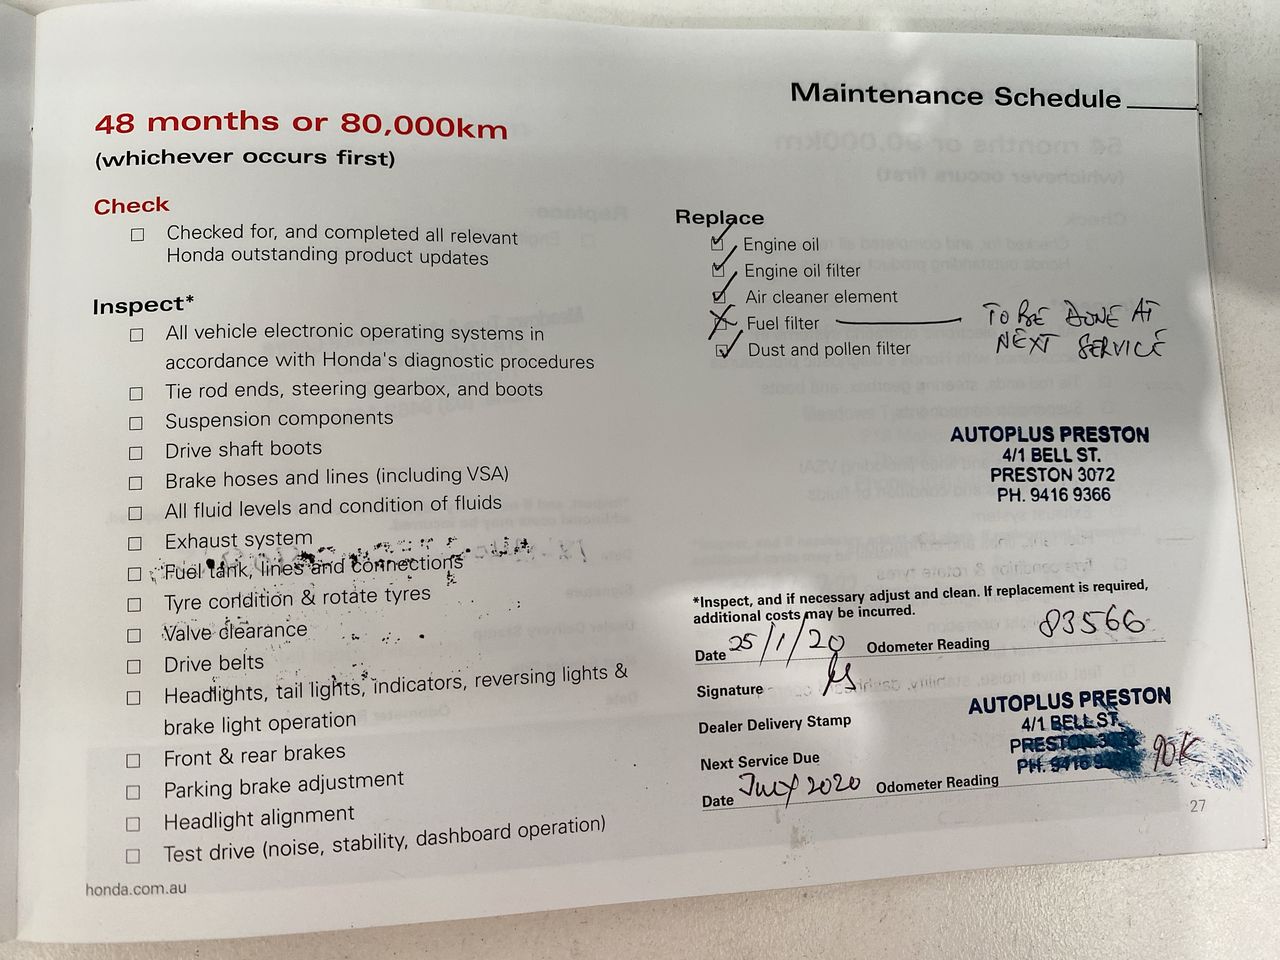 Maintenance Schedule
48 months or 80,000km
(whichever occurs first)
Check
Checked for, and completed all relevant
Honda outstanding product updates
Inspect*
All vehicle electronic operating systems in
accordance with Honda's diagnostic procedures
Tie rod ends, steering gearbox, and boots
Suspension components
Drive shaft boots
Brake hoses and lines (including VSA)
All fluid levels and condition of fluids
Exhaust system
Fuel tank, lines and connections
Tyre condition & rotate tyres
Valve clearance
Drive belts
Headlights, tail lights, indicators, reversing lights &
brake light operation
Front & rear brakes
Parking brake adjustment
Headlight alignment
Test drive (noise, stability, dashboard operation)
honda.com.au
Replace
Engine oil
Engine oil filter
Air cleaner element
Fuel filter TO BE DONE AT
NEXT SERVICE
Dust and pollen filter
AUTOPLUS PRESTON
4/1 BELL ST.
PRESTON 3072
PH. 9416 9366
*Inspect, and if necessary adjust and clean. If replacement is required,
additional costs may be incurred.
Date 25/1/20 Odometer Reading 83566
Signature
Dealer Delivery Stamp
AUTOPLUS PRESTON
4/1 BELL ST.
PRESTON 3072
PH. 9416
Next Service Due
Date July 2020 Odometer Reading 90K
27